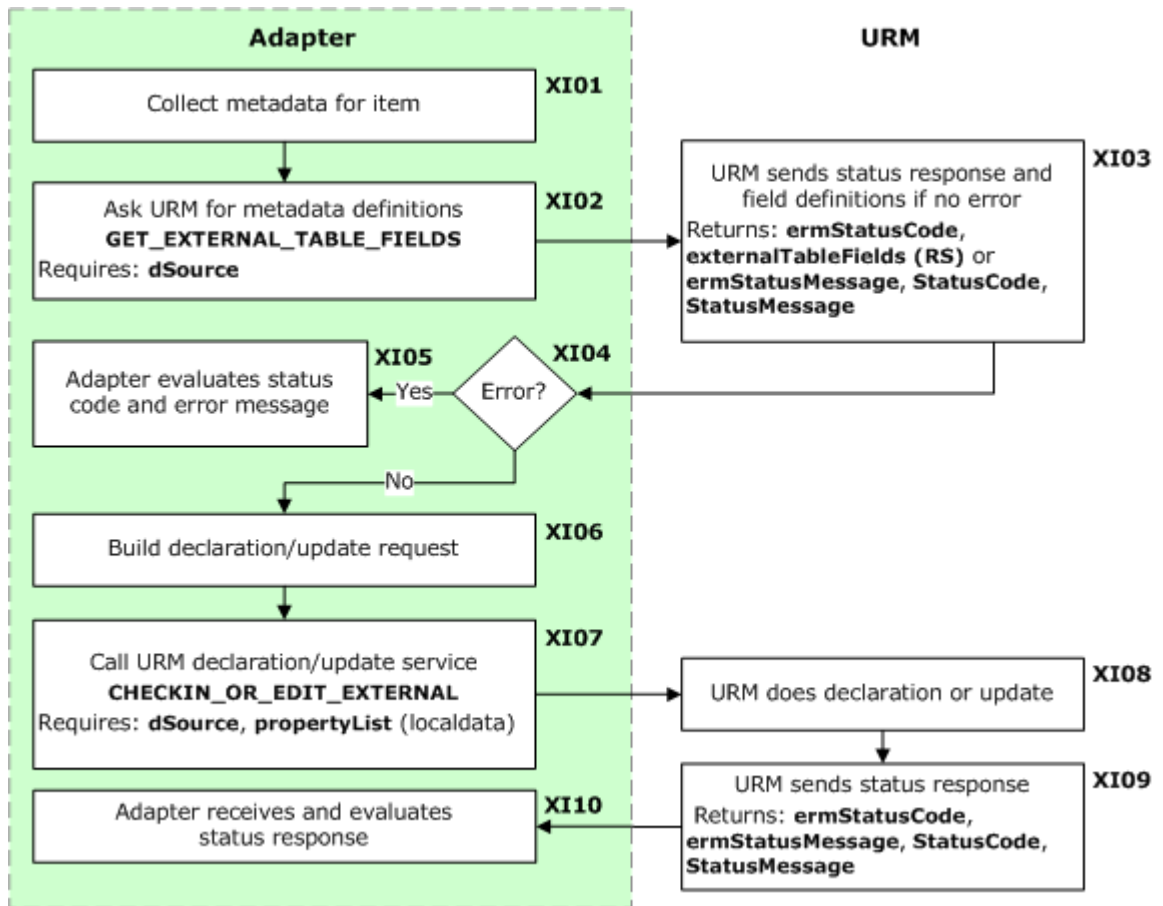 Adapter
URM
XI01
Collect metadata for item
XI02
Ask URM for metadata definitions
GET_EXTERNAL_TABLE_FIELDS
Requires: dSource
XI03
URM sends status response and
field definitions if no error
Returns: ermStatusCode,
externalTableFields (RS) or
ermStatusMessage, StatusCode,
StatusMessage
XI04
Error?
Yes
XI05
Adapter evaluates status
code and error message
No
XI06
Build declaration/update request
XI07
Call URM declaration/update service
CHECKIN_OR_EDIT_EXTERNAL
Requires: dSource, propertyList (localdata)
XI08
URM does declaration or update
XI09
URM sends status response
Returns: ermStatusCode,
ermStatusMessage, StatusCode,
StatusMessage
XI10
Adapter receives and evaluates
status response